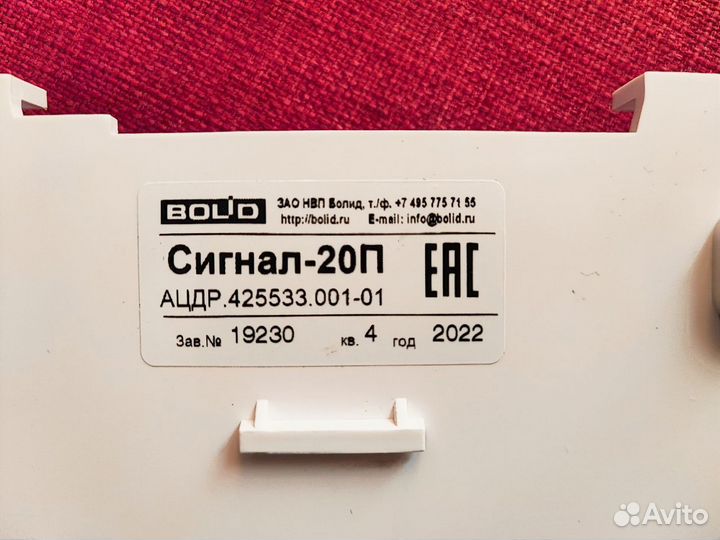 BOLID
ЗАО НВП Болид, т./ф. +7 495 775 71 55
http://bolid.ru E-mail: info@bolid.ru
Сигнал-20П
EAC
АЦДР.425533.001-01
Зав.№ 19230 кв. 4 год 2022
Avito